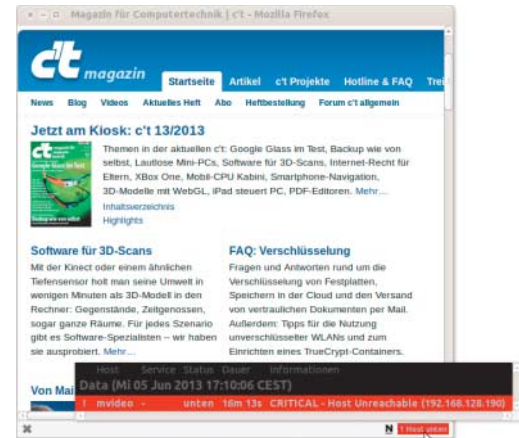 Magazin für Computertechnik | c't - Mozilla Firefox
c't magazin
Startseite Artikel c't Projekte Hotline & FAQ Trei
News Blog Videos Aktuelles Heft Abo Heftbestellung Forum c't allgemein
Jetzt am Kiosk: c't 13/2013
Themen in der aktuellen c't: Google Glass im Test, Backup wie von
selbst, Lautlose Mini-PCs, Software für 3D-Scans, Internet-Recht für
Eltern, XBox One, Mobil-CPU Kabini, Smartphone-Navigation,
3D-Modelle mit WebGL, iPad steuert PC, PDF-Editoren. Mehr…
Inhaltsverzeichnis
Highlights
Software für 3D-Scans
Mit der Kinect oder einem ähnlichen
Tiefensensor holt man seine Umwelt in
wenigen Minuten als 3D-Modell in den
Rechner: Gegenstände, Zeitgenossen,
sogar ganze Räume. Für jedes Szenario
gibt es Software-Spezialisten – wir haben
sie ausprobiert. Mehr…
FAQ: Verschlüsselung
Fragen und Antworten rund um die
Verschlüsselung von Festplatten,
Speichern in der Cloud und den Versand
von vertraulichen Dokumenten per Mail.
Außerdem: Tipps für die Nutzung
unverschlüsselter WLANs und zum
Einrichten eines TrueCrypt-Containers.
Von Mai
Host Service Status Dauer Informationen
Data (Mi 05 Jun 2013 17:10:06 CEST)
! mvideo - unten 16m 13s CRITICAL - Host Unreachable (192.168.128.190)
N 1 Host unten